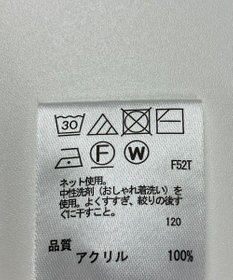 30
F W F52T
ネット使用。
中性洗剤(おしゃれ着洗い)を
使用。よくすすぎ、絞りの後す
ぐに干すこと。
120
品質
アクリル 100%